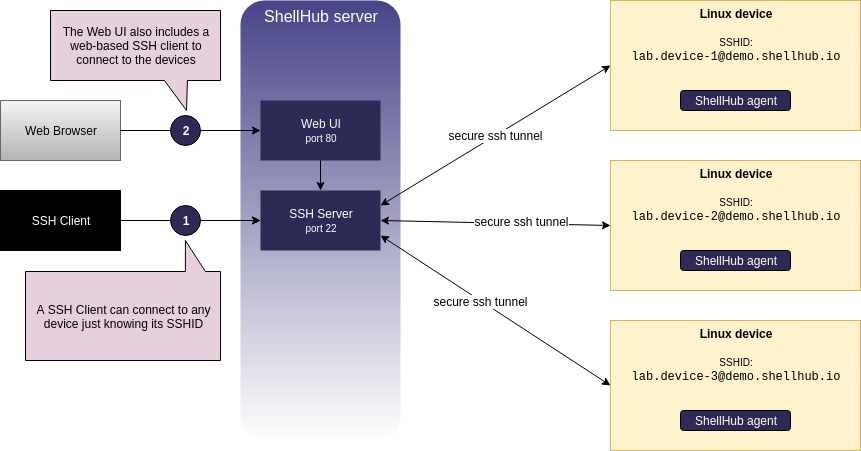 ShellHub server
The Web UI also includes a
web-based SSH client to
connect to the devices
Web Browser
2
Web UI
port 80
SSH Client
1
SSH Server
port 22
A SSH Client can connect to any
device just knowing its SSHID
secure ssh tunnel
secure ssh tunnel
secure ssh tunnel
Linux device
SSHID:
lab.device-1@demo.shellhub.io
ShellHub agent
Linux device
SSHID:
lab.device-2@demo.shellhub.io
ShellHub agent
Linux device
SSHID:
lab.device-3@demo.shellhub.io
ShellHub agent